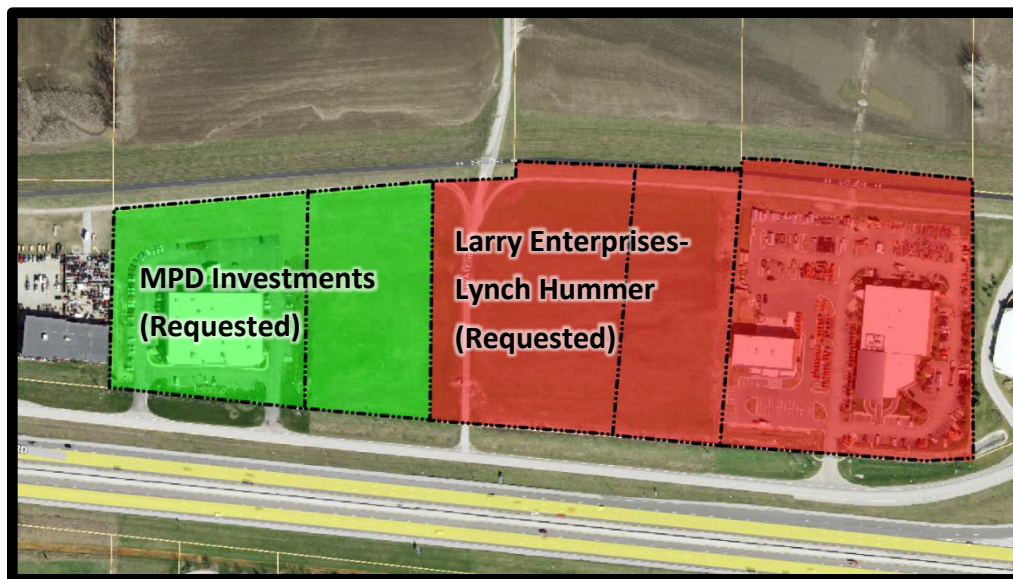 MPD Investments
(Requested)
Larry Enterprises-
Lynch Hummer
(Requested)